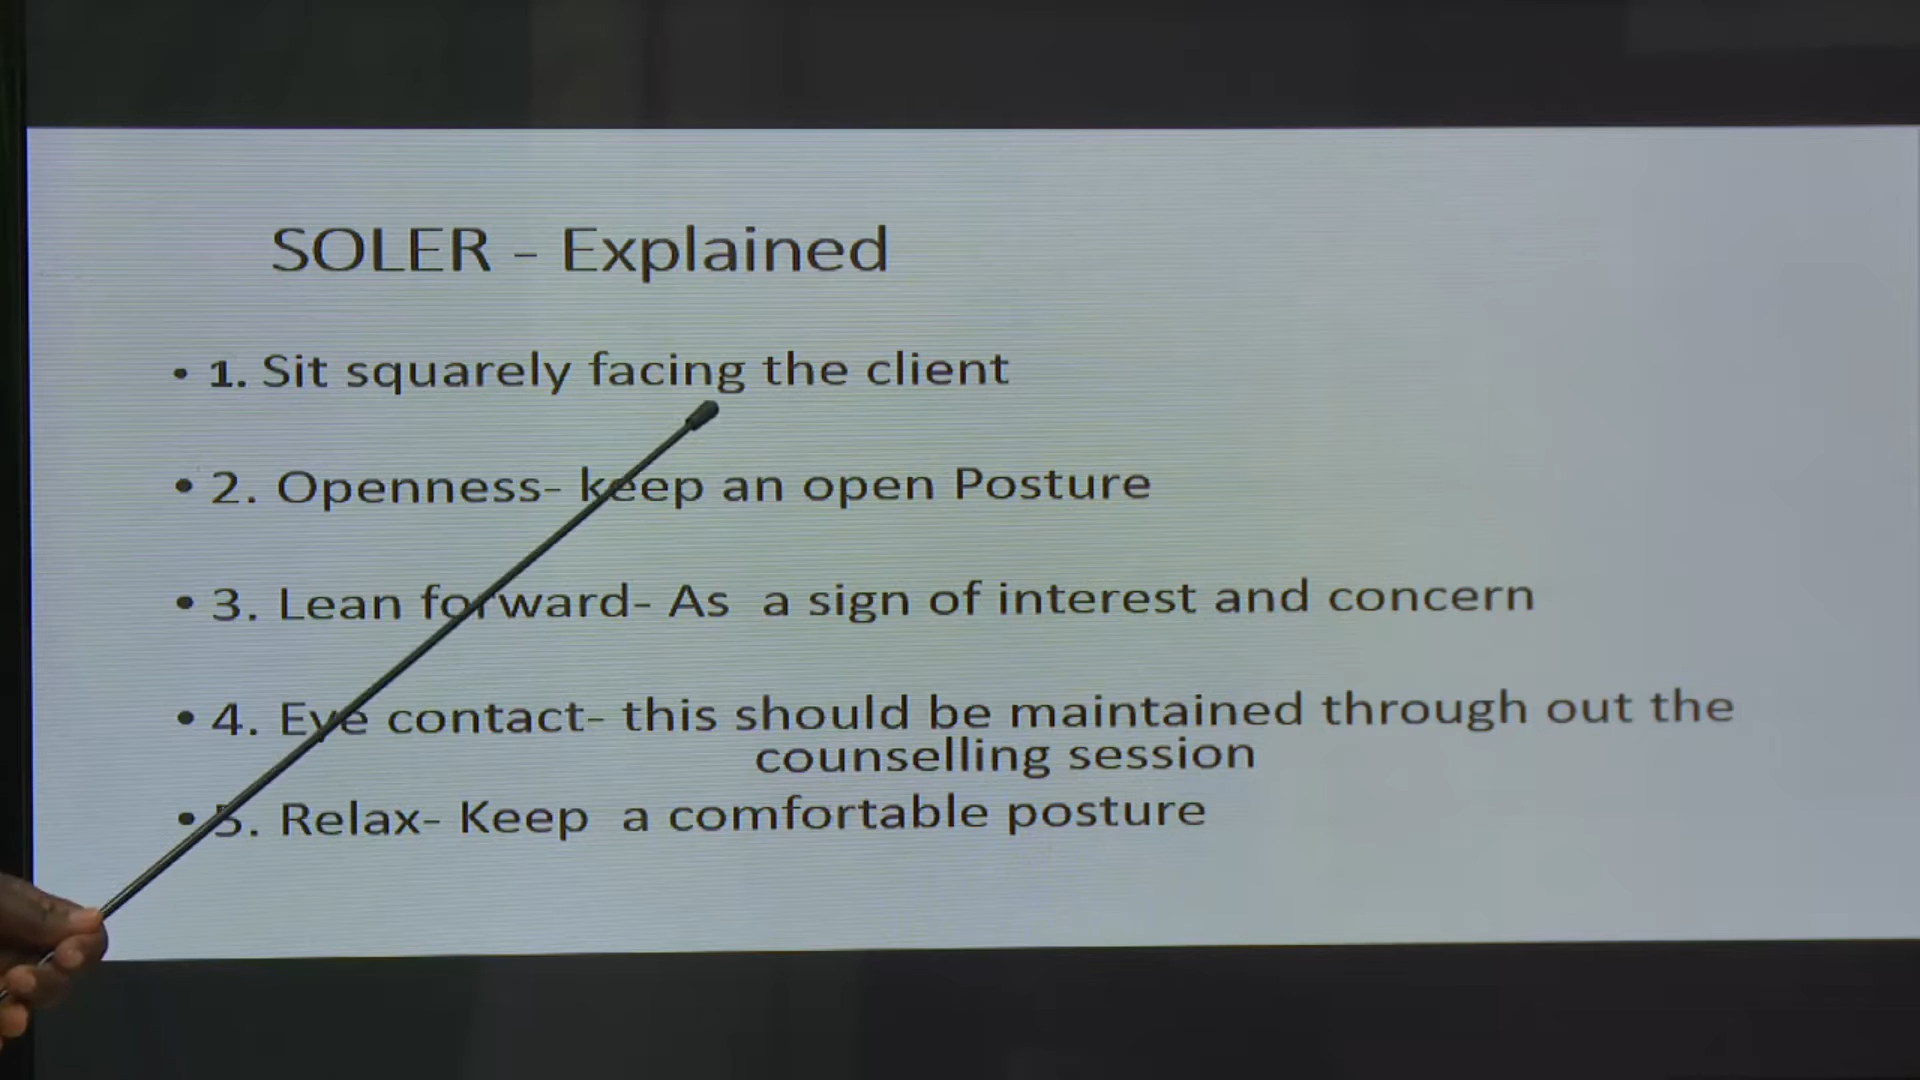 SOLER - Explained
• 1. Sit squarely facing the client
• 2. Openness- keep an open Posture
• 3. Lean forward- As a sign of interest and concern
• 4. Eye contact- this should be maintained through out the
counselling session
• 5. Relax- Keep a comfortable posture